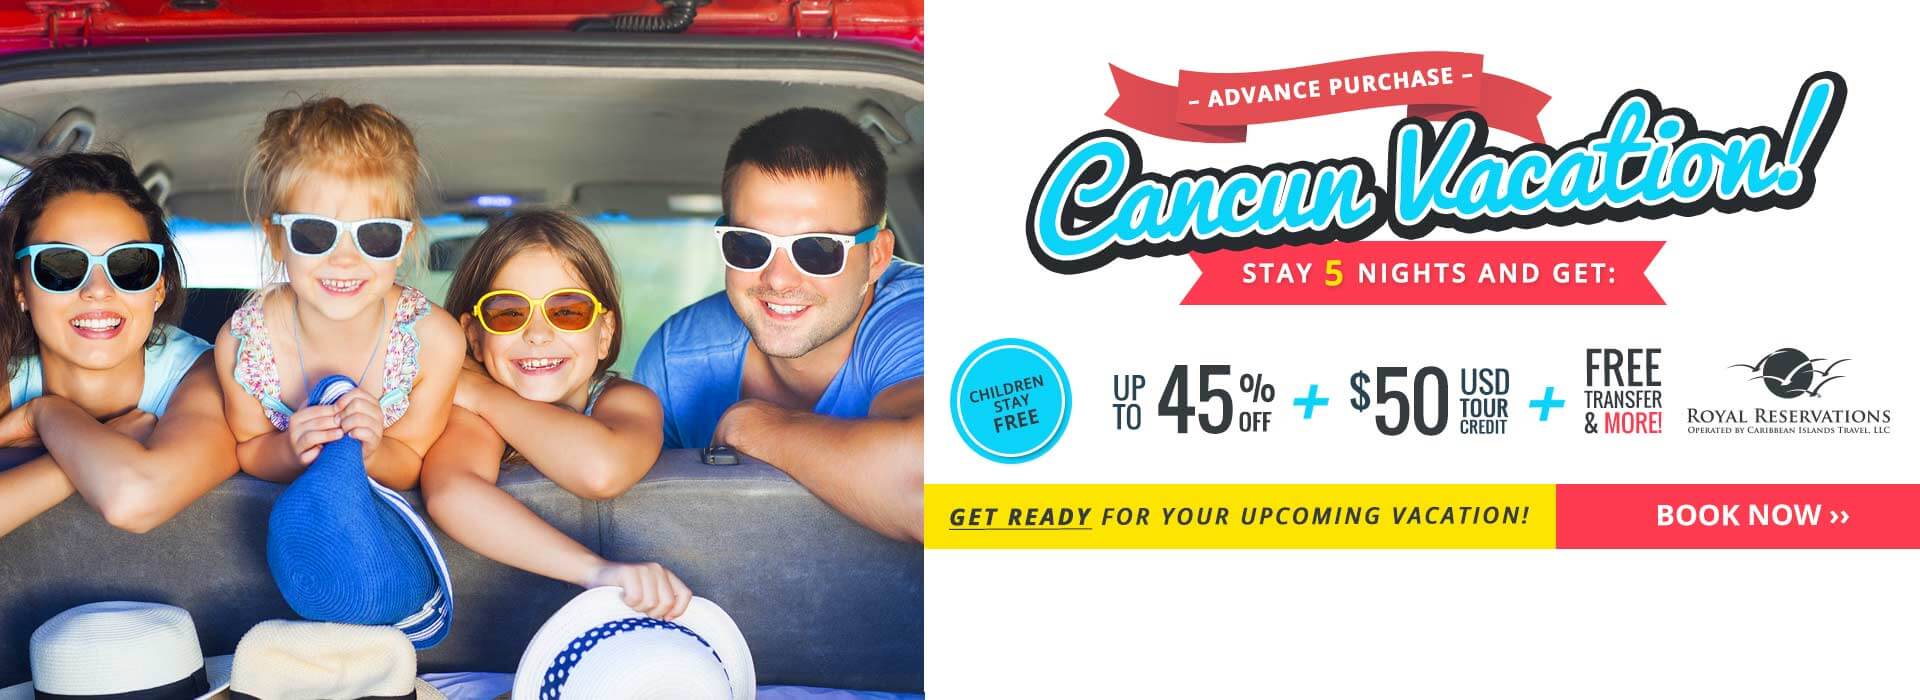 – ADVANCE PURCHASE –
Cancun Vacation!
STAY 5 NIGHTS AND GET:
CHILDREN
STAY
FREE
UP TO 45% OFF + $50 USD TOUR CREDIT + FREE TRANSFER & MORE!
ROYAL RESERVATIONS
OPERATED BY CARIBBEAN ISLANDS TRAVEL, LLC
GET READY FOR YOUR UPCOMING VACATION!
BOOK NOW ››